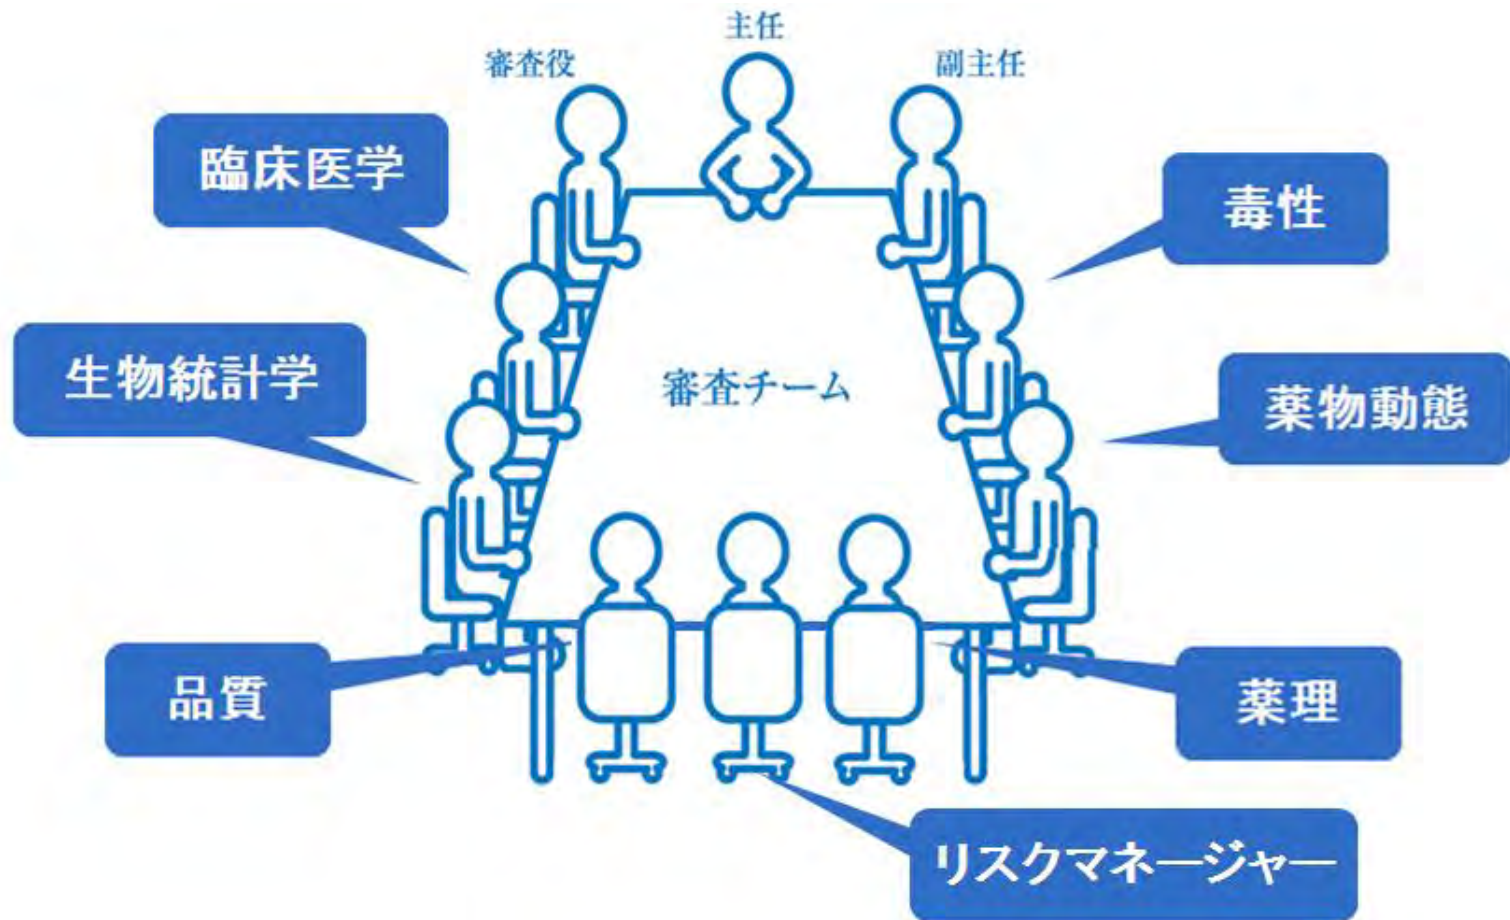 主任
審査役
副主任
臨床医学
毒性
生物統計学
審査チーム
薬物動態
品質
薬理
リスクマネージャー